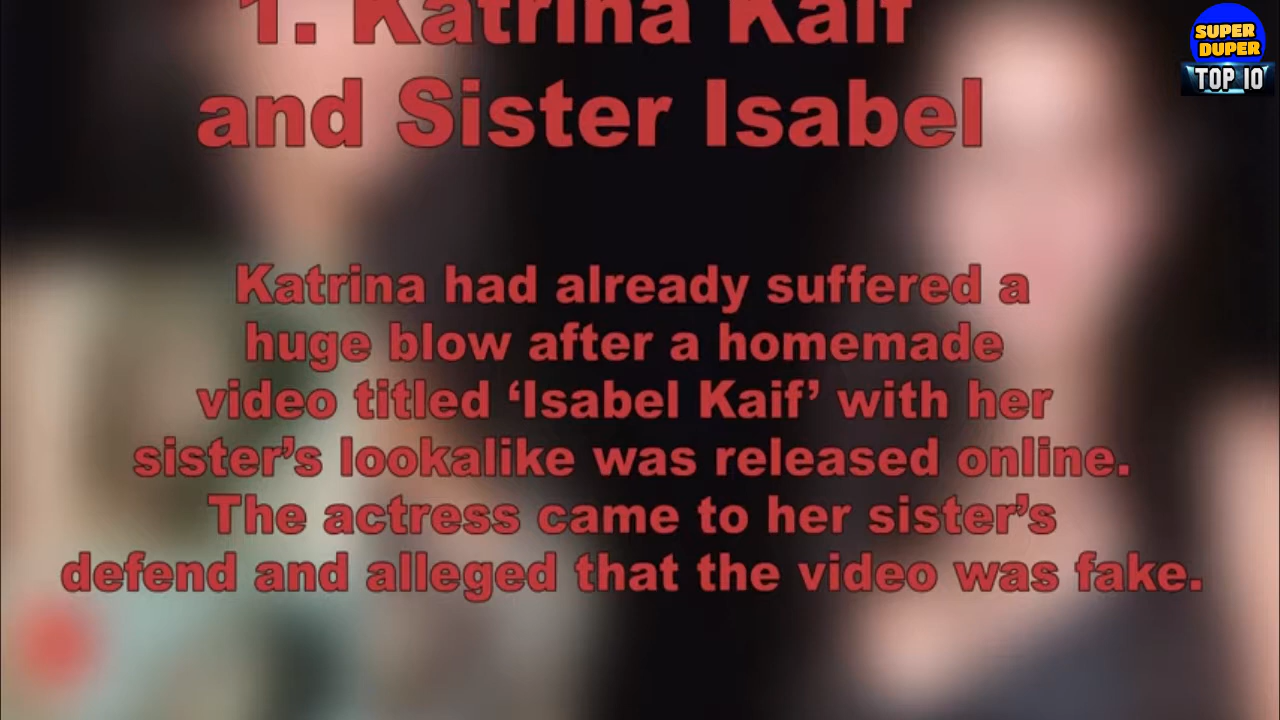 1. Katrina Kaif
and Sister Isabel
Katrina had already suffered a
huge blow after a homemade
video titled ‘Isabel Kaif’ with her
sister’s lookalike was released online.
The actress came to her sister’s
defend and alleged that the video was fake.
SUPER
DUPER
TOP 10